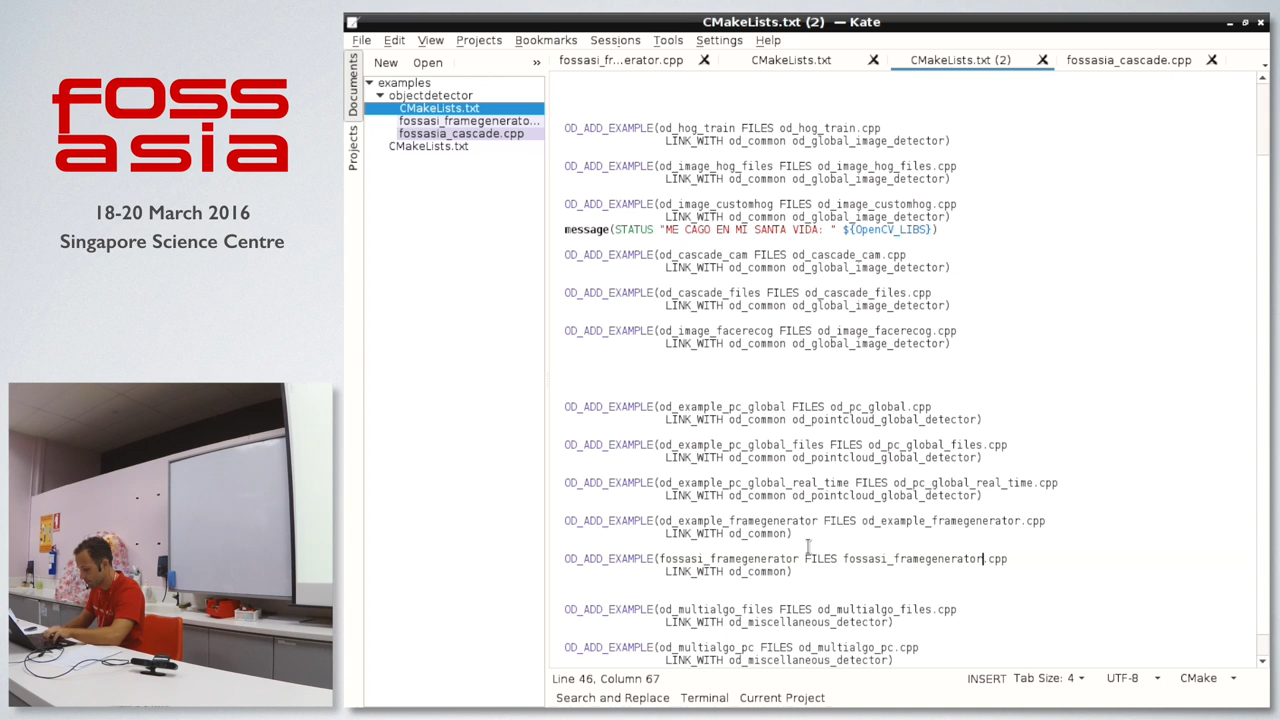 foss
asia
18-20 March 2016
Singapore Science Centre
CMakeLists.txt (2) — Kate
File Edit View Projects Bookmarks Sessions Tools Settings Help
New Open »
fossasi_fr...erator.cpp CMakeLists.txt CMakeLists.txt (2) fossasia_cascade.cpp
Documents
Projects
examples
objectdetector
CMakeLists.txt
fossasi_framegenerato...
fossasia_cascade.cpp
CMakeLists.txt
OD_ADD_EXAMPLE(od_hog_train FILES od_hog_train.cpp
LINK_WITH od_common od_global_image_detector)
OD_ADD_EXAMPLE(od_image_hog_files FILES od_image_hog_files.cpp
LINK_WITH od_common od_global_image_detector)
OD_ADD_EXAMPLE(od_image_customhog FILES od_image_customhog.cpp
LINK_WITH od_common od_global_image_detector)
message(STATUS "ME CAGO EN MI SANTA VIDA: " ${OpenCV_LIBS})
OD_ADD_EXAMPLE(od_cascade_cam FILES od_cascade_cam.cpp
LINK_WITH od_common od_global_image_detector)
OD_ADD_EXAMPLE(od_cascade_files FILES od_cascade_files.cpp
LINK_WITH od_common od_global_image_detector)
OD_ADD_EXAMPLE(od_image_facerecog FILES od_image_facerecog.cpp
LINK_WITH od_common od_global_image_detector)
OD_ADD_EXAMPLE(od_example_pc_global FILES od_pc_global.cpp
LINK_WITH od_common od_pointcloud_global_detector)
OD_ADD_EXAMPLE(od_example_pc_global_files FILES od_pc_global_files.cpp
LINK_WITH od_common od_pointcloud_global_detector)
OD_ADD_EXAMPLE(od_example_pc_global_real_time FILES od_pc_global_real_time.cpp
LINK_WITH od_common od_pointcloud_global_detector)
OD_ADD_EXAMPLE(od_example_framegenerator FILES od_example_framegenerator.cpp
LINK_WITH od_common)
OD_ADD_EXAMPLE(fossasi_framegenerator FILES fossasi_framegenerator.cpp
LINK_WITH od_common)
OD_ADD_EXAMPLE(od_multialgo_files FILES od_multialgo_files.cpp
LINK_WITH od_miscellaneous_detector)
OD_ADD_EXAMPLE(od_multialgo_pc FILES od_multialgo_pc.cpp
LINK_WITH od_miscellaneous_detector)
Line 46, Column 67 INSERT Tab Size: 4 UTF-8 CMake
Search and Replace Terminal Current Project